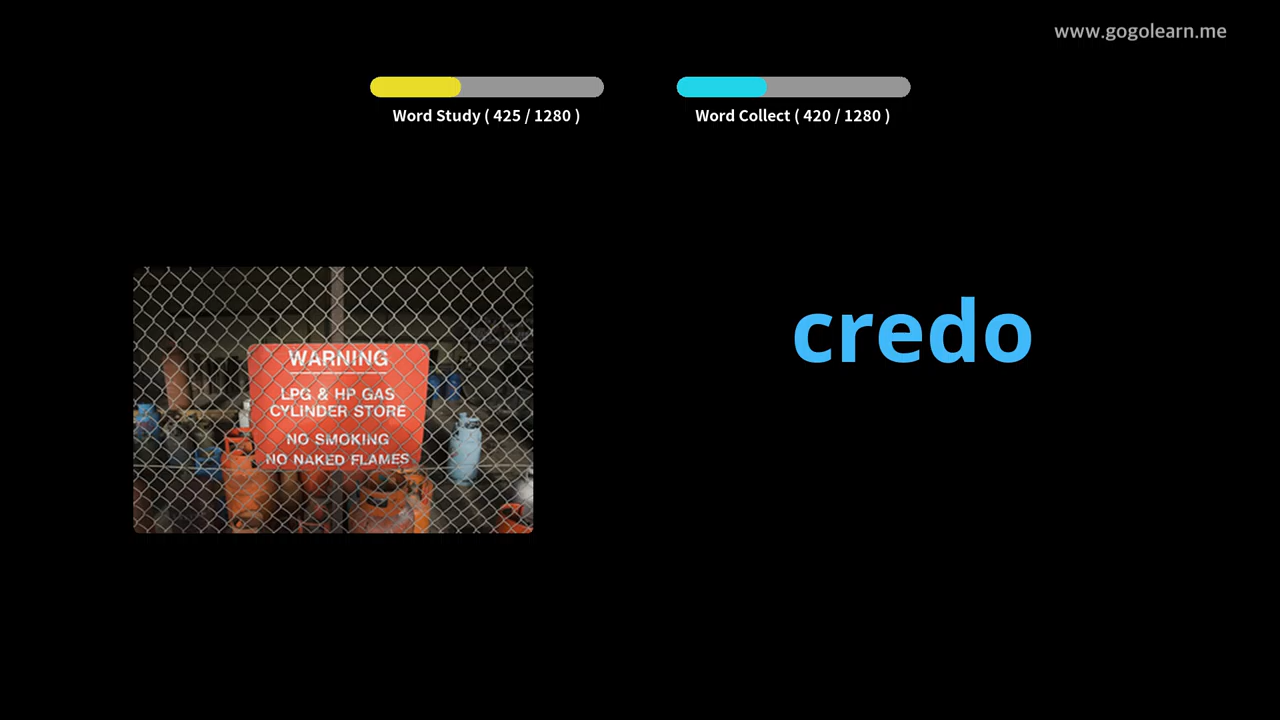 www.gogolearn.me
Word Study ( 425 / 1280 )
Word Collect ( 420 / 1280 )
WARNING
LPG & HP GAS
CYLINDER STORE
NO SMOKING
NO NAKED FLAMES
credo